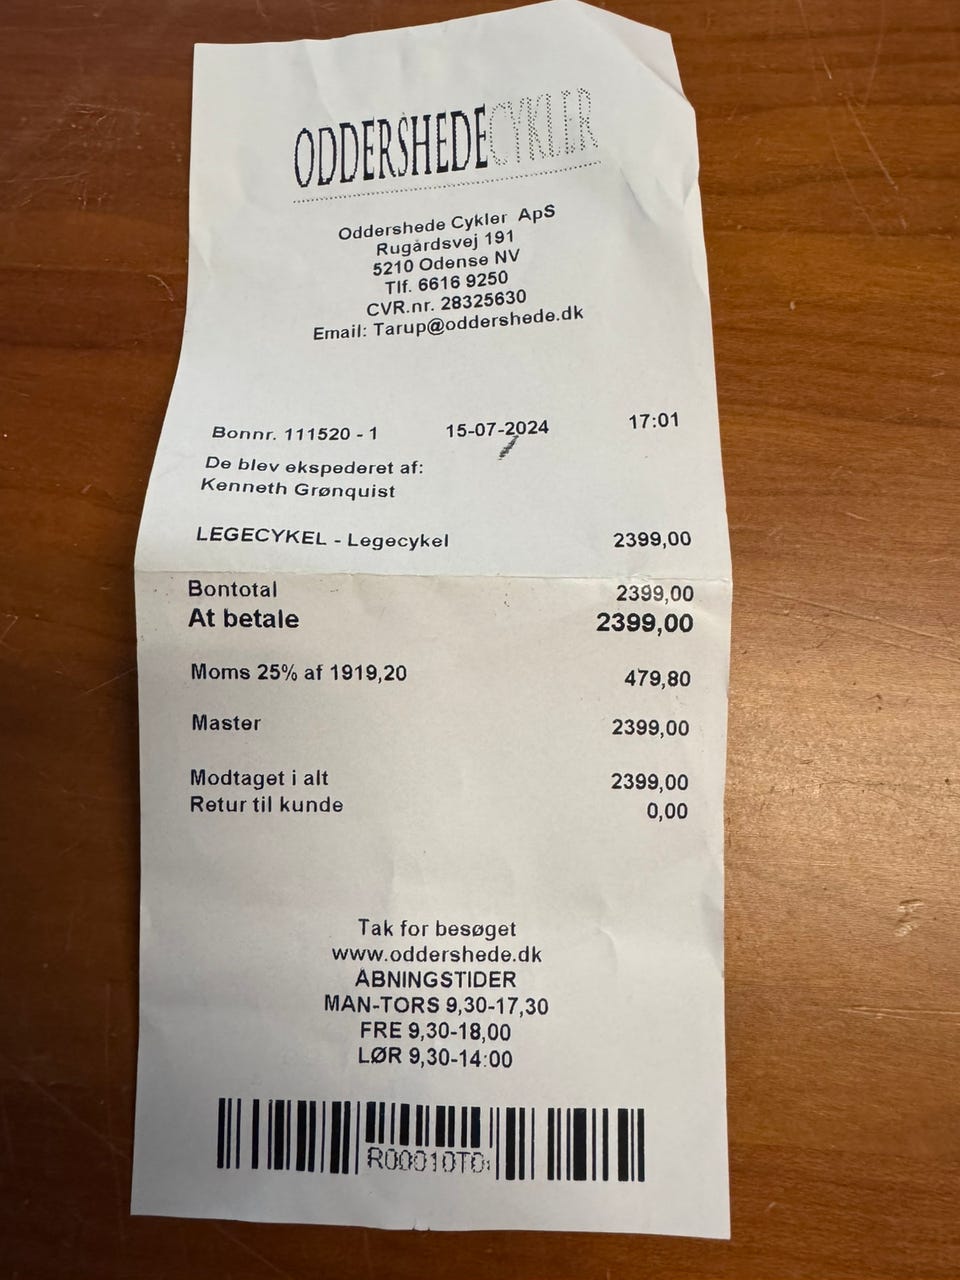 ODDERSHEDECYKLER
Oddershede Cykler ApS
Rugårdsvej 191
5210 Odense NV
Tlf. 6616 9250
CVR.nr. 28325630
Email: Tarup@oddershede.dk
Bonnr. 111520 - 1 15-07-2024 17:01
De blev ekspederet af:
Kenneth Grønquist
LEGECYKEL - Legecykel 2399,00
Bontotal 2399,00
At betale 2399,00
Moms 25% af 1919,20 479,80
Master 2399,00
Modtaget i alt 2399,00
Retur til kunde 0,00
Tak for besøget
www.oddershede.dk
ÅBNINGSTIDER
MAN-TORS 9,30-17,30
FRE 9,30-18,00
LØR 9,30-14:00